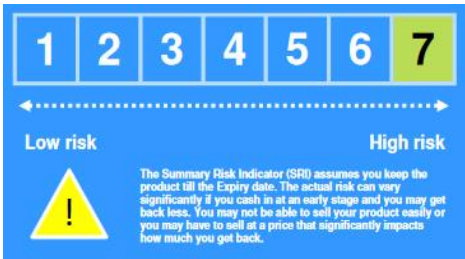 1 2 3 4 5 6 7
Low risk High risk
!
The Summary Risk Indicator (SRI) assumes you keep the
product till the Expiry date. The actual risk can vary
significantly if you cash in at an early stage and you may get
back less. You may not be able to sell your product easily or
you may have to sell at a price that significantly impacts
how much you get back.